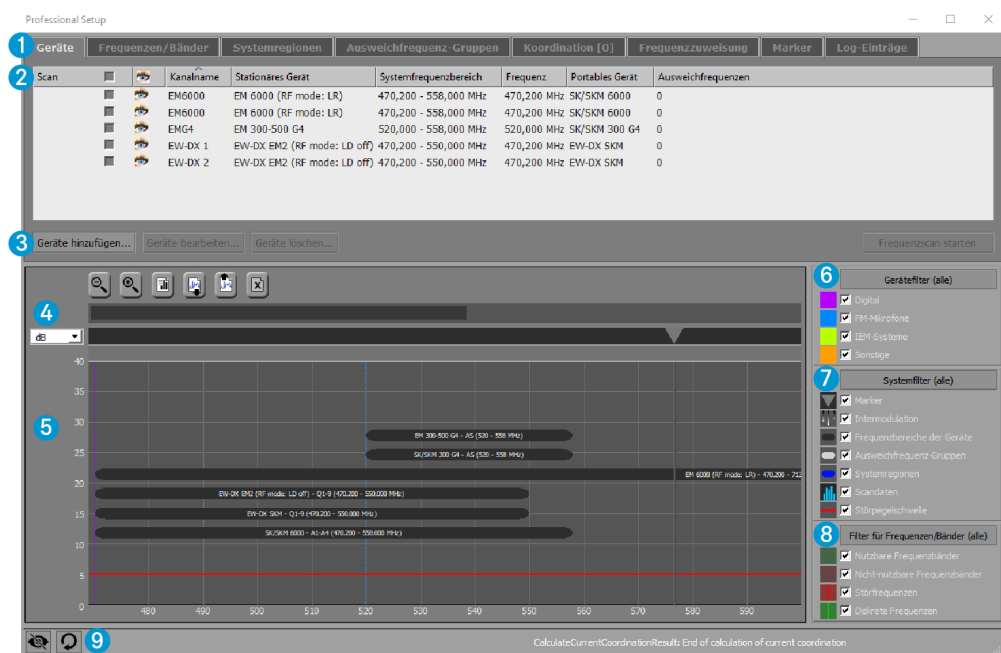 Professional Setup
1 Geräte Frequenzen/Bänder Systemregionen Ausweichfrequenz-Gruppen Koordination [0] Frequenzzuweisung Marker Log-Einträge
2 Scan Kanalname Stationäres Gerät Systemfrequenzbereich Frequenz Portables Gerät Ausweichfrequenzen
EM6000 EM 6000 (RF mode: LR) 470,200 - 558,000 MHz 470,200 MHz SK/SKM 6000 0
EM6000 EM 6000 (RF mode: LR) 470,200 - 558,000 MHz 470,200 MHz SK/SKM 6000 0
EMG4 EM 300-500 G4 520,000 - 558,000 MHz 520,000 MHz SK/SKM 300 G4 0
EW-DX 1 EW-DX EM2 (RF mode: LD off) 470,200 - 550,000 MHz 470,200 MHz EW-DX SKM 0
EW-DX 2 EW-DX EM2 (RF mode: LD off) 470,200 - 550,000 MHz 470,200 MHz EW-DX SKM 0
3 Geräte hinzufügen... Geräte bearbeiten... Geräte löschen... Frequenzscan starten
4
dB
5
40
35
30
25
20
15
10
5
0
EM 300-500 G4 - AS (520 - 558 MHz)
SK/SKM 300 G4 - AS (520 - 558 MHz)
EM 6000 (RF mode: LR) - 470.200 - 713
EW-DX EM2 (RF mode: LD off) - Q1-9 (470.200 - 550.000 MHz)
EW-DX SKM - Q1-9 (470.200 - 550.000 MHz)
SK/SKM 6000 - A1-A4 (470.200 - 558.000 MHz)
480 490 500 510 520 530 540 550 560 570 580 590
6 Gerätefilter (alle)
Digital
FM-Mikrofone
IEM-Systeme
Sonstige
7 Systemfilter (alle)
Marker
Intermodulation
Frequenzbereiche der Geräte
Ausweichfrequenz-Gruppen
Systemregionen
Scandaten
Störpegelschwelle
8 Filter für Frequenzen/Bänder (alle)
Nutzbare Frequenzbänder
Nicht-nutzbare Frequenzbänder
Störfrequenzen
Diskrete Frequenzen
9 CalculateCurrentCoordinationResult: End of calculation of current coordination